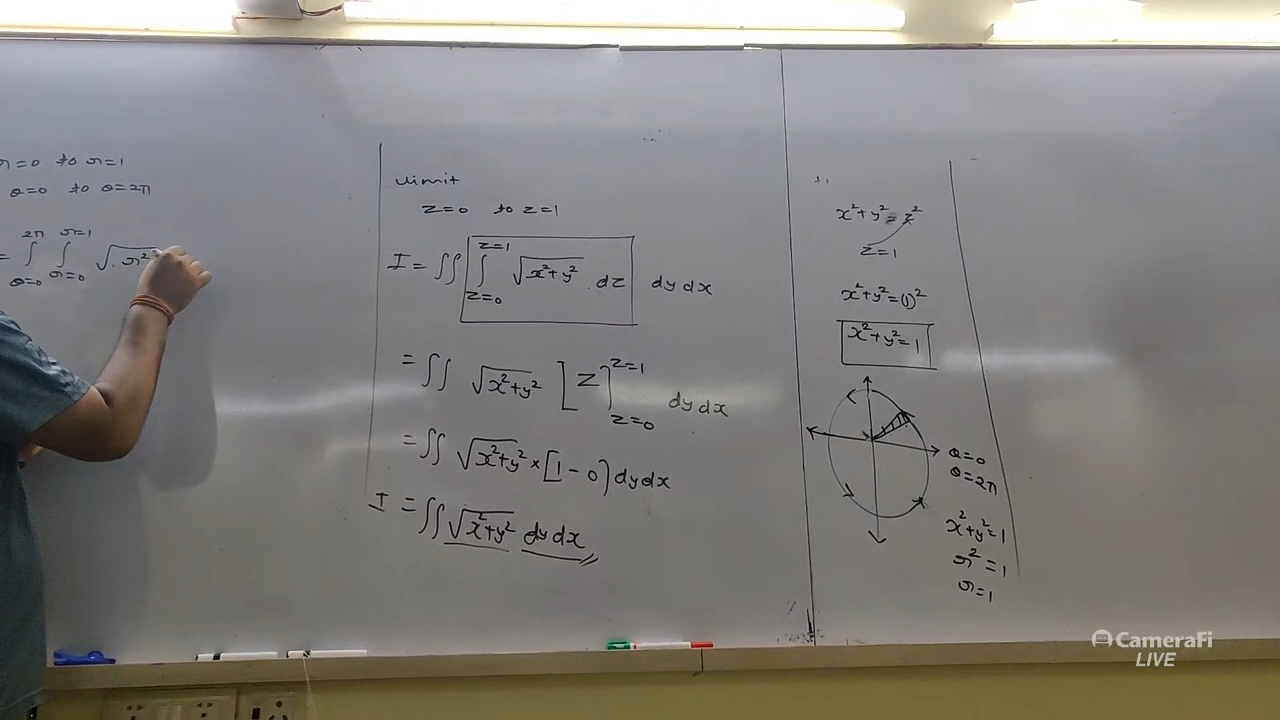 r=0 to r=1
θ=0 to θ=2π
= ∫_{θ=0}^{2π} ∫_{r=0}^{r=1} √r²
Limit
z=0 to z=1
I = ∫∫ ∫_{z=0}^{z=1} √x²+y² . dz dy dx
= ∫∫ √x²+y² [z]_{z=0}^{z=1} dy dx
= ∫∫ √x²+y² × [1-0] dy dx
I = ∫∫ √x²+y² dy dx
x²+y²=z²
z=1
x²+y²=(1)²
x²+y²=1
θ=0
θ=2π
x²+y²=1
r²=1
r=1
CameraFi
LIVE